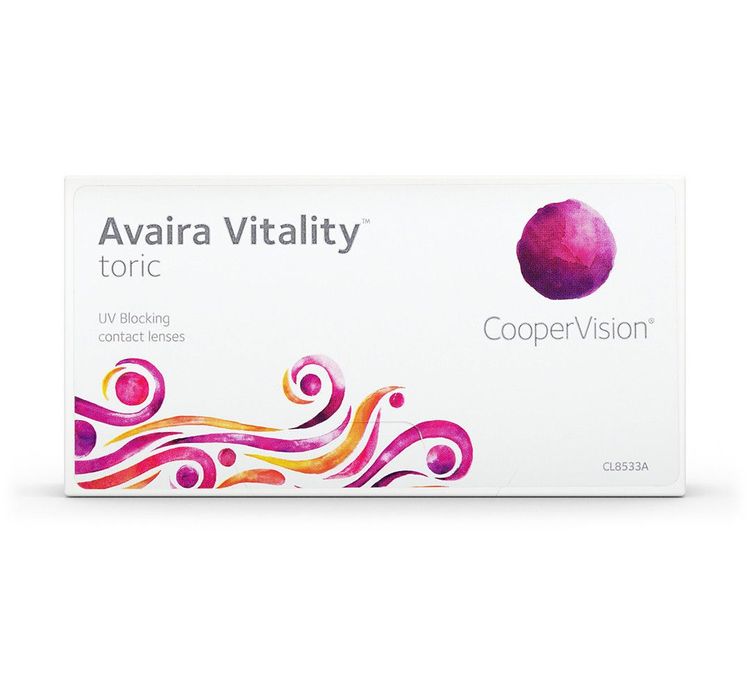 Avaira Vitality™
toric
UV Blocking
contact lenses
CooperVision®
CL8533A